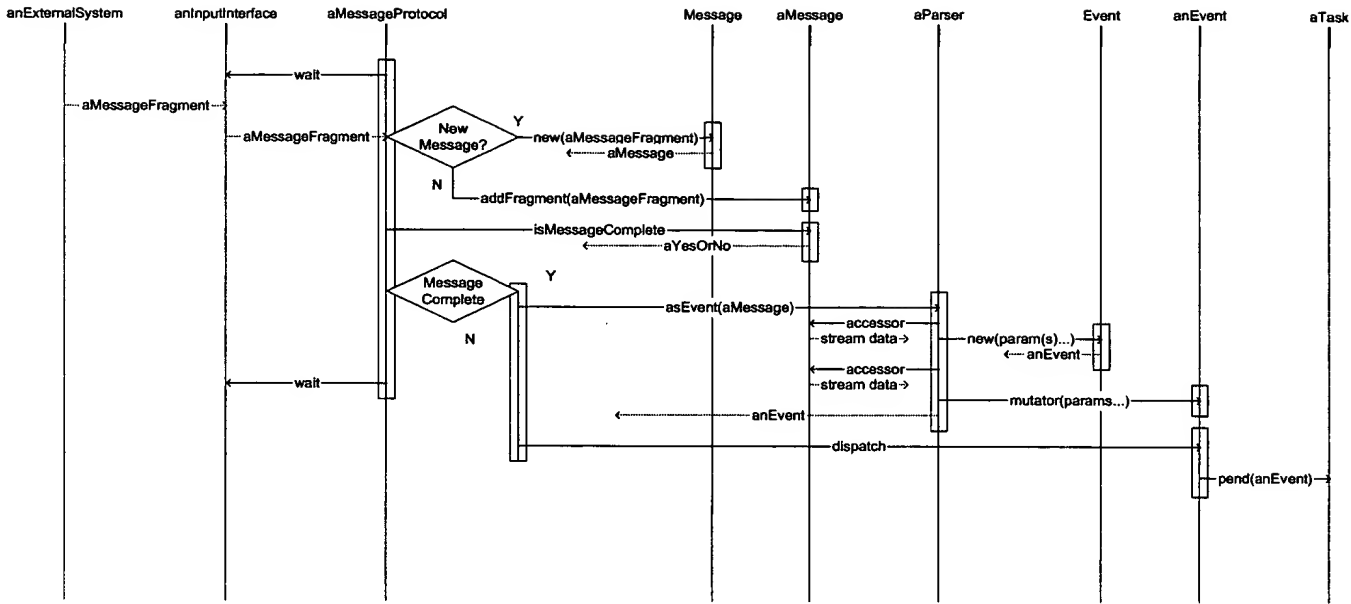 anExternalSystem anInputInterface aMessageProtocol Message aMessage aParser Event anEvent aTask
wait
aMessageFragment
aMessageFragment
New
Message?
Y
new(aMessageFragment)
aMessage
N
addFragment(aMessageFragment)
isMessageComplete
aYesOrNo
Message
Complete
Y
asEvent(aMessage)
accessor
N
stream data
new(param(s)...)
anEvent
accessor
wait
stream data
mutator(params...)
anEvent
dispatch
pend(anEvent)